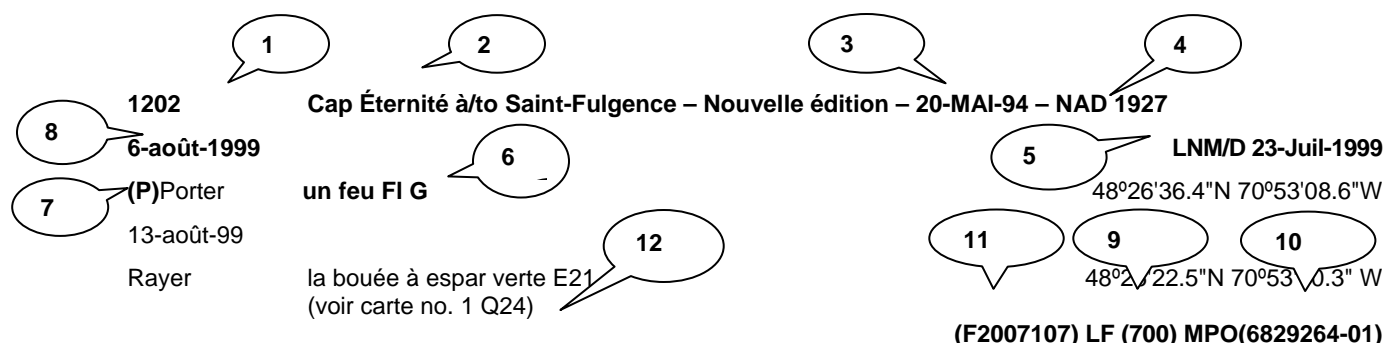 1 2 3 4
1202 Cap Éternité à/to Saint-Fulgence – Nouvelle édition – 20-MAI-94 – NAD 1927
8 6-août-1999 6 5 LNM/D 23-Juil-1999
7 (P)Porter un feu Fl G 48º26'36.4"N 70º53'08.6"W
13-août-99 12 11 9 10
Rayer la bouée à espar verte E21
(voir carte no. 1 Q24)
(F2007107) LF (700) MPO(6829264-01)